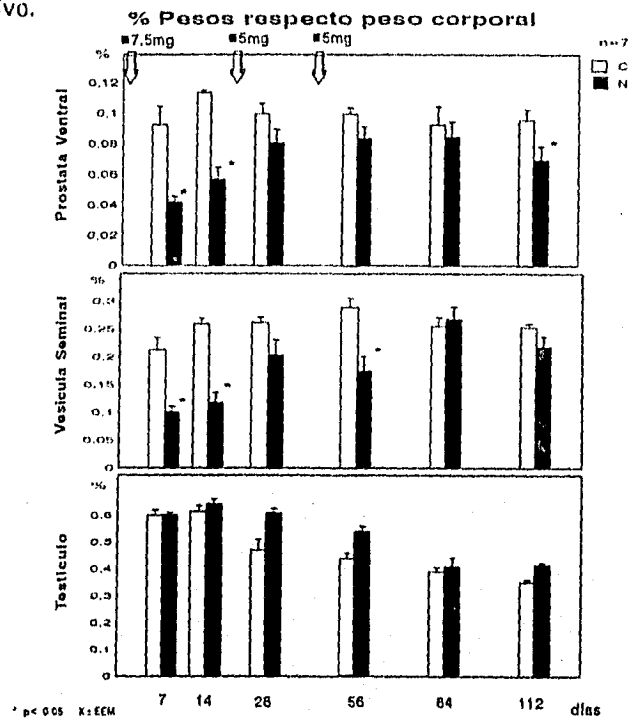 VO.
% Pesos respecto peso corporal
% ■7.5mg ■5mg ■5mg n=7
C
N
Prostata Ventral
0,12
0,1
0.08
0.06
0.04
0,02
0
%
Vesicula Seminal
0,3
0,25
0,2
0,15
0,1
0,05
0
%
Testiculo
0.6
0.5
0.4
0.3
0.2
0.1
0
* * * * * *
7 14 28 56 84 112 días
* p< 0.05 X±EEM